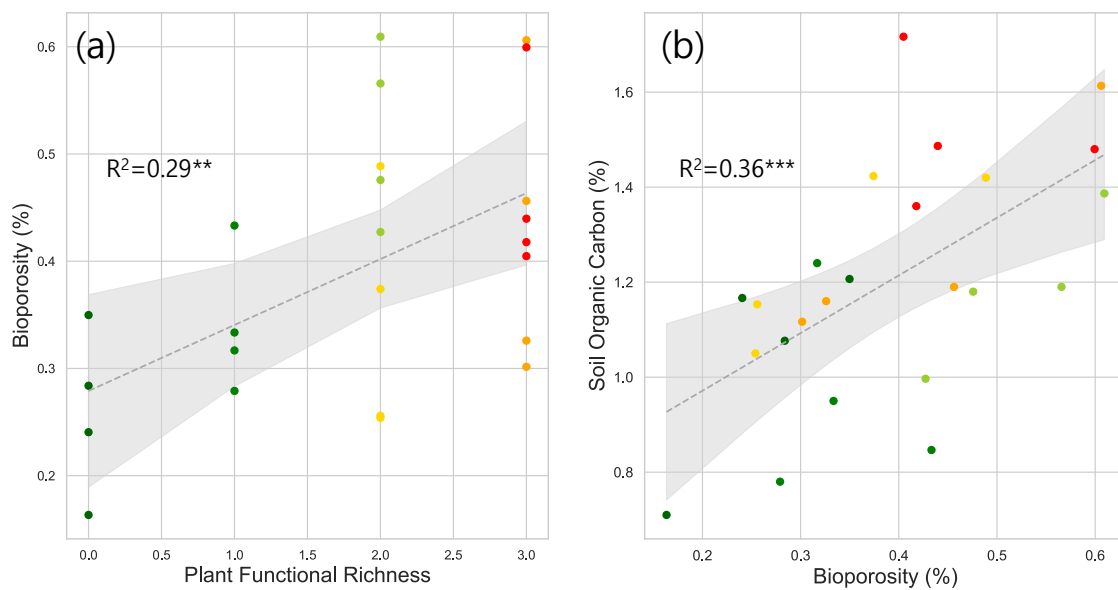 (a)
R²=0.29**
Bioporosity (%)
0.6
0.5
0.4
0.3
0.2
0.0
0.5
1.0
1.5
2.0
2.5
3.0
Plant Functional Richness
(b)
R²=0.36***
Soil Organic Carbon (%)
1.6
1.4
1.2
1.0
0.8
0.2
0.3
0.4
0.5
0.6
Bioporosity (%)